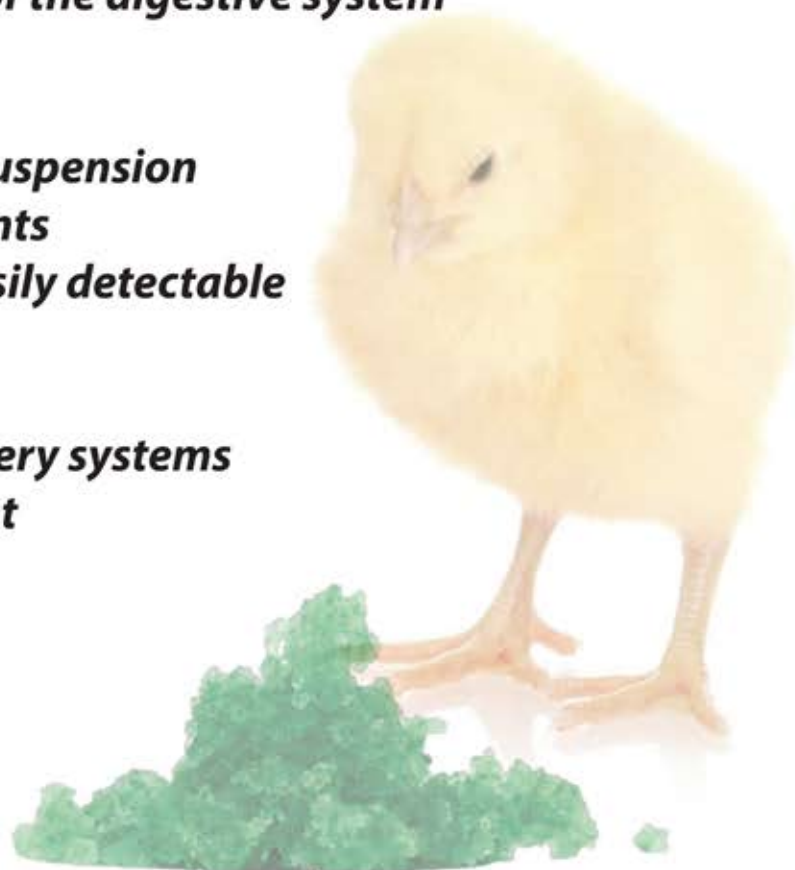 the digestive system
uspension
nts
sily detectable
ery systems
t